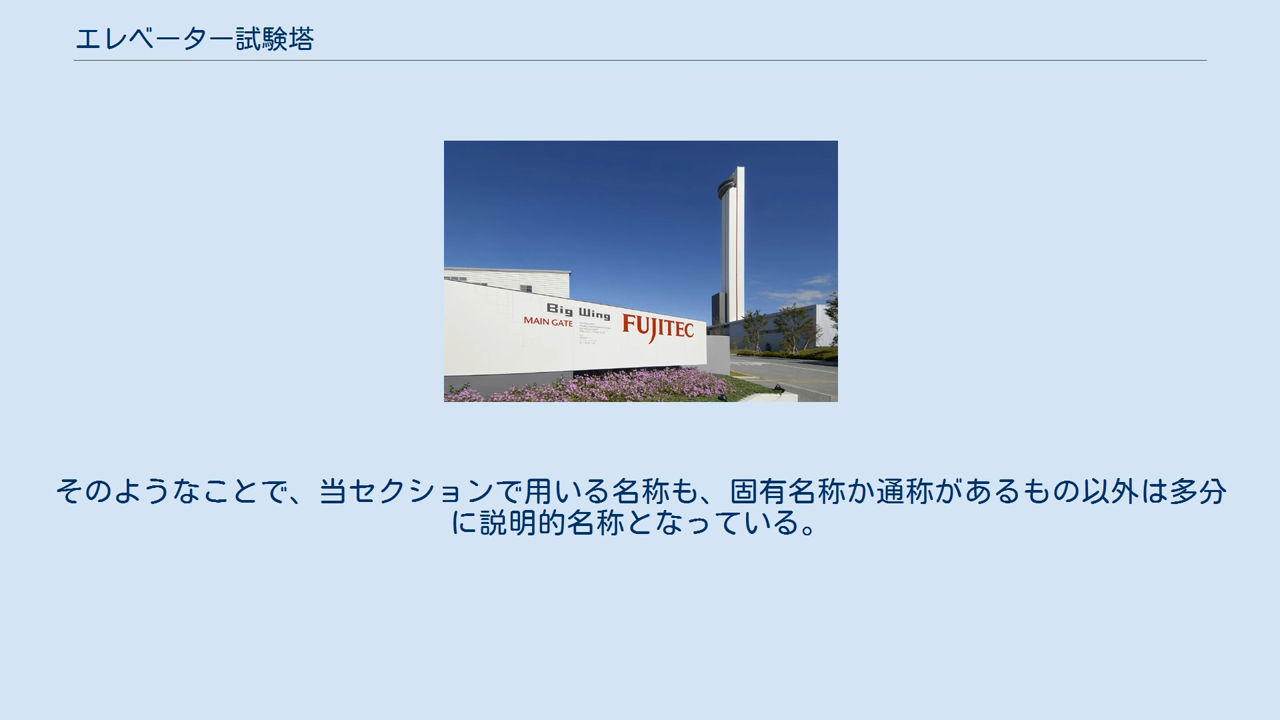 エレベーター試験塔
Big Wing
MAIN GATE
FUJITEC
そのようなことで、当セクションで用いる名称も、固有名称か通称があるもの以外は多分
に説明的名称となっている。